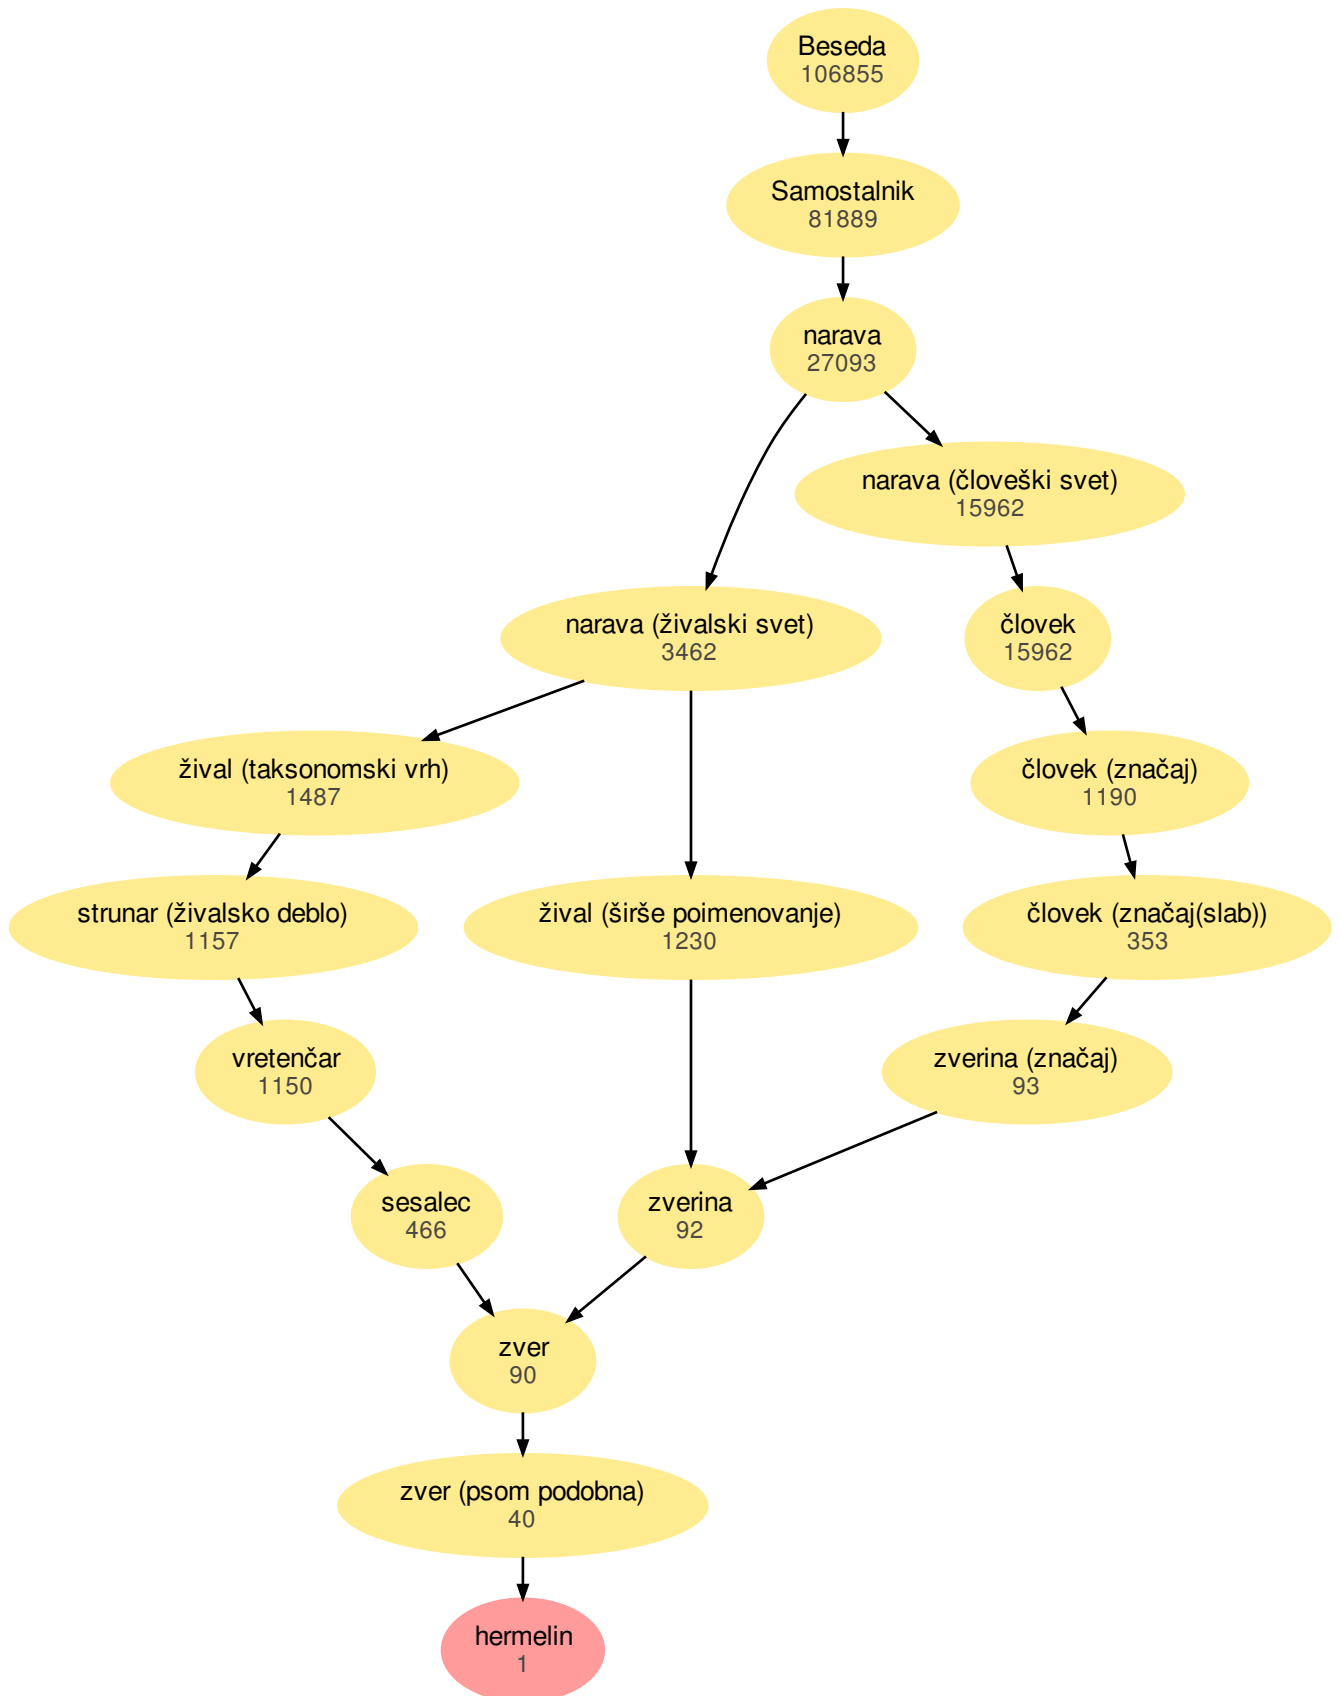 Beseda
106855
Samostalnik
81889
narava
27093
narava (človeški svet)
15962
narava (živalski svet)
3462
človek
15962
žival (taksonomski vrh)
1487
človek (značaj)
1190
strunar (živalsko deblo)
1157
žival (širše poimenovanje)
1230
človek (značaj(slab))
353
vretenčar
1150
zverina (značaj)
93
sesalec
466
zverina
92
zver
90
zver (psom podobna)
40
hermelin
1